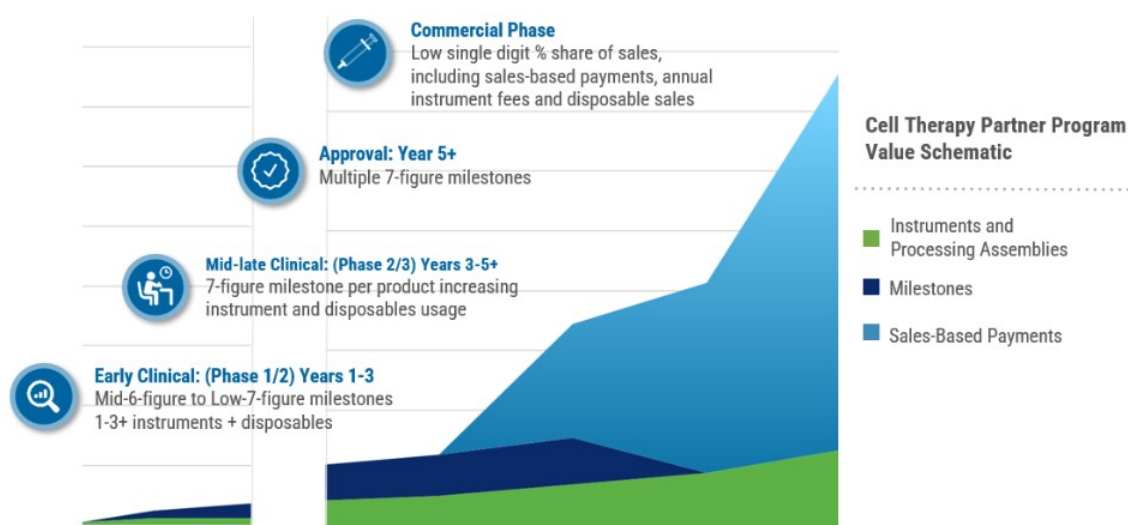 Commercial Phase
Low single digit % share of sales,
including sales-based payments, annual
instrument fees and disposable sales
Approval: Year 5+
Multiple 7-figure milestones
Mid-late Clinical: (Phase 2/3) Years 3-5+
7-figure milestone per product increasing
instrument and disposables usage
Early Clinical: (Phase 1/2) Years 1-3
Mid-6-figure to Low-7-figure milestones
1-3+ instruments + disposables
Cell Therapy Partner Program
Value Schematic
Instruments and
Processing Assemblies
Milestones
Sales-Based Payments